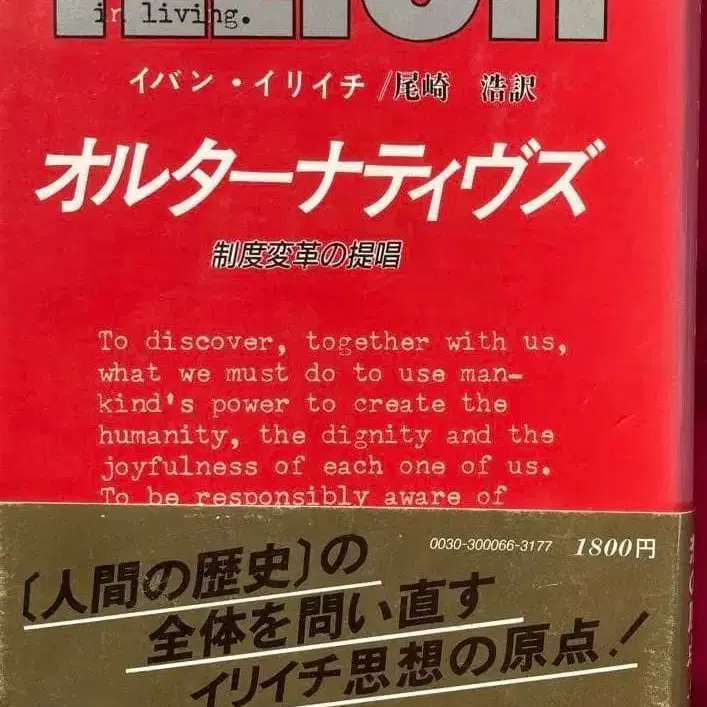 in living.
イバン・イリイチ/尾崎 浩訳
オルターナティヴズ
制度変革の提唱
To discover, together with us,
what we must do to use man-
kind's power to create the
humanity, the dignity and the
joyfulness of each one of us.
To be responsibly aware of
0030-300066-3177 1800円
〔人間の歴史〕の
全体を問い直す
イリイチ思想の原点!